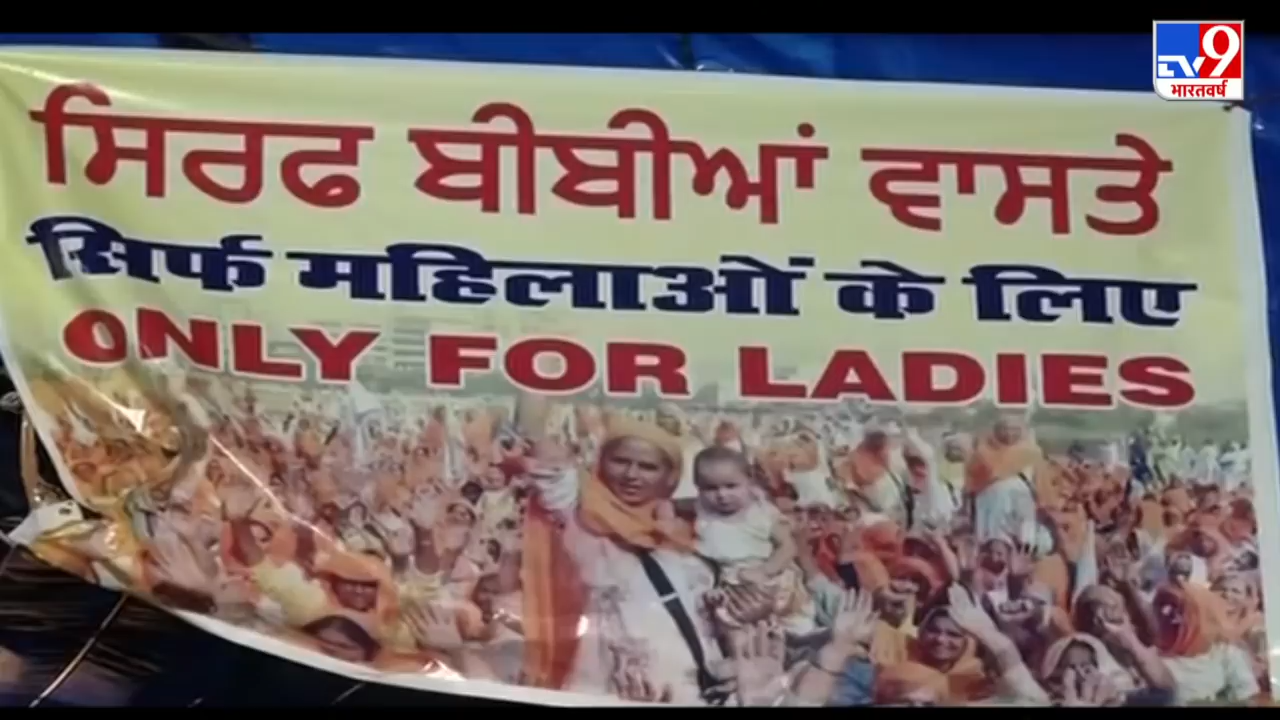 TV9
भारतवर्ष
ਸਿਰਫ ਬੀਬੀਆਂ ਵਾਸਤੇ
सिर्फ महिलाओं के लिए
ONLY FOR LADIES